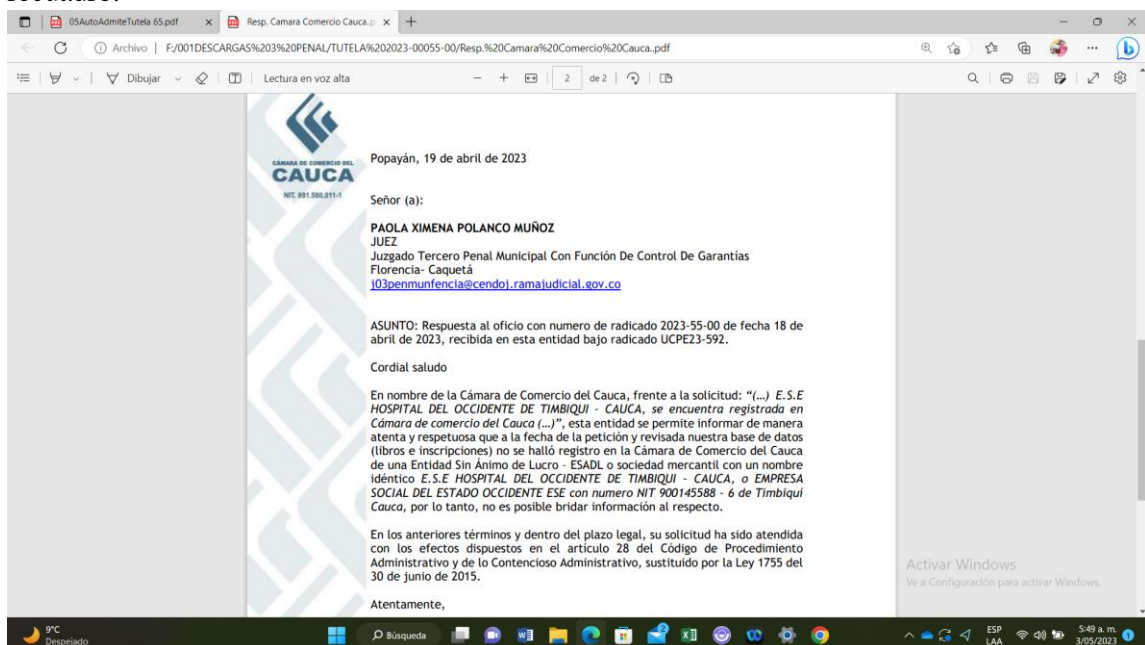 05AutoAdmiteTutela 65.pdf
Resp. Camara Comercio Cauca..p
Archivo | F:/001DESCARGAS%203%20PENAL/TUTELA%202023-00055-00/Resp.%20Camara%20Comercio%20Cauca..pdf
Dibujar
Lectura en voz alta
2 de 2
CÁMARA DE COMERCIO DEL
CAUCA
NIT. 891.580.011-1
Popayán, 19 de abril de 2023
Señor (a):
PAOLA XIMENA POLANCO MUÑOZ
JUEZ
Juzgado Tercero Penal Municipal Con Función De Control De Garantías
Florencia- Caquetá
j03penmunfencia@cendoj.ramajudicial.gov.co
ASUNTO: Respuesta al oficio con numero de radicado 2023-55-00 de fecha 18 de
abril de 2023, recibida en esta entidad bajo radicado UCPE23-592.
Cordial saludo
En nombre de la Cámara de Comercio del Cauca, frente a la solicitud: “(…) E.S.E
HOSPITAL DEL OCCIDENTE DE TIMBIQUI - CAUCA, se encuentra registrada en
Cámara de comercio del Cauca (…)”, esta entidad se permite informar de manera
atenta y respetuosa que a la fecha de la petición y revisada nuestra base de datos
(libros e inscripciones) no se halló registro en la Cámara de Comercio del Cauca
de una Entidad Sin Ánimo de Lucro - ESADL o sociedad mercantil con un nombre
idéntico E.S.E HOSPITAL DEL OCCIDENTE DE TIMBIQUI - CAUCA, o EMPRESA
SOCIAL DEL ESTADO OCCIDENTE ESE con numero NIT 900145588 - 6 de Timbiquí
Cauca, por lo tanto, no es posible bridar información al respecto.
En los anteriores términos y dentro del plazo legal, su solicitud ha sido atendida
con los efectos dispuestos en el artículo 28 del Código de Procedimiento
Administrativo y de lo Contencioso Administrativo, sustituido por la Ley 1755 del
30 de junio de 2015.
Atentamente,
Activar Windows
Ve a Configuración para activar Windows.
9°C
Despejado
Búsqueda
ESP
LAA
5:49 a. m.
3/05/2023